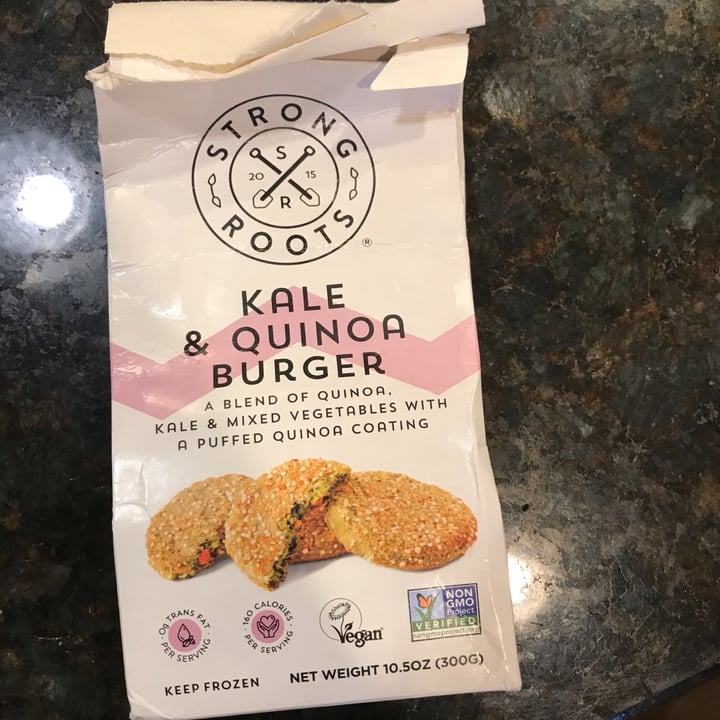 STRONG
S
20 15
R
ROOTS
®
KALE
& QUINOA
BURGER
A BLEND OF QUINOA,
KALE & MIXED VEGETABLES WITH
A PUFFED QUINOA COATING
0G TRANS FAT
PER SERVING
160 CALORIES
PER SERVING
Vegan
NON
GMO
Project
VERIFIED
nongmoproject.org
KEEP FROZEN
NET WEIGHT 10.5OZ (300G)